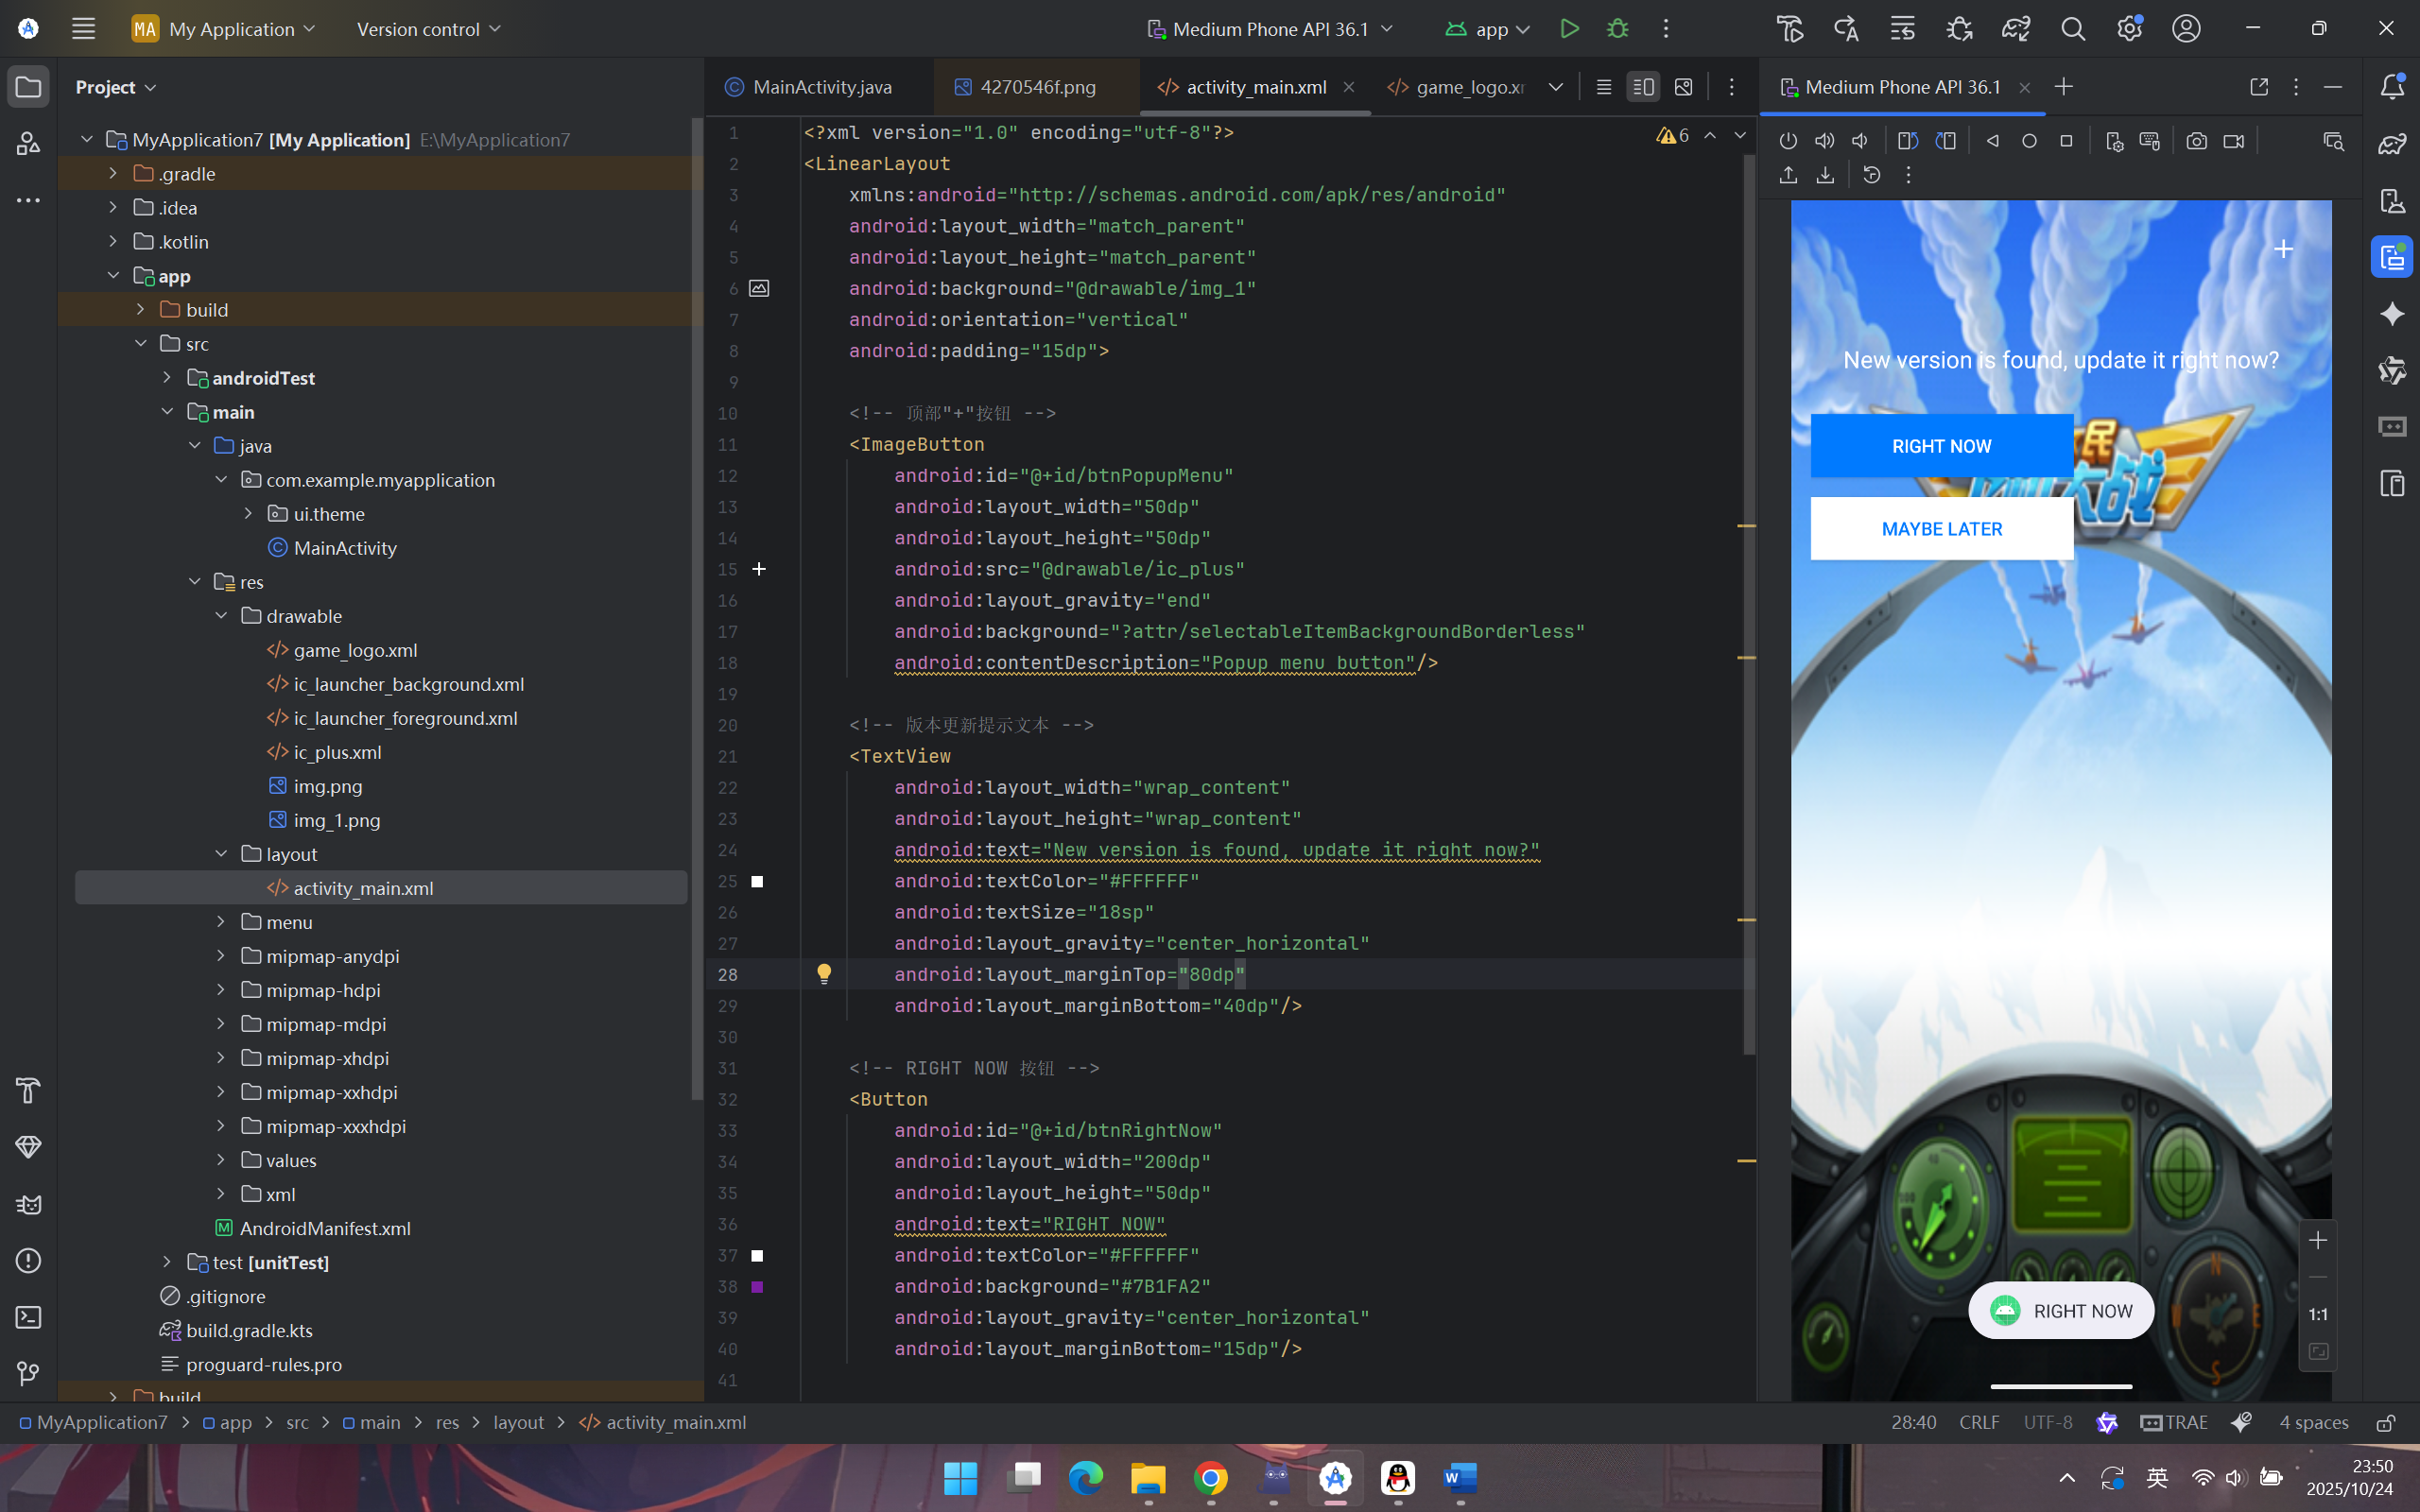 MA My Application
Version control
Medium Phone API 36.1
app
Project
MainActivity.java
4270546f.png
activity_main.xml
game_logo.xr
Medium Phone API 36.1
MyApplication7 [My Application] E:\MyApplication7
.gradle
.idea
.kotlin
app
build
src
androidTest
main
java
com.example.myapplication
ui.theme
MainActivity
res
drawable
game_logo.xml
ic_launcher_background.xml
ic_launcher_foreground.xml
ic_plus.xml
img.png
img_1.png
layout
activity_main.xml
menu
mipmap-anydpi
mipmap-hdpi
mipmap-mdpi
mipmap-xhdpi
mipmap-xxhdpi
mipmap-xxxhdpi
values
xml
AndroidManifest.xml
test [unitTest]
.gitignore
build.gradle.kts
proguard-rules.pro
build
6
1 <?xml version="1.0" encoding="utf-8"?>
2 <LinearLayout
3 xmlns:android="http://schemas.android.com/apk/res/android"
4 android:layout_width="match_parent"
5 android:layout_height="match_parent"
6 android:background="@drawable/img_1"
7 android:orientation="vertical"
8 android:padding="15dp">
9
10 <!-- 顶部"+"按钮 -->
11 <ImageButton
12 android:id="@+id/btnPopupMenu"
13 android:layout_width="50dp"
14 android:layout_height="50dp"
15 android:src="@drawable/ic_plus"
16 android:layout_gravity="end"
17 android:background="?attr/selectableItemBackgroundBorderless"
18 android:contentDescription="Popup menu button"/>
19
20 <!-- 版本更新提示文本 -->
21 <TextView
22 android:layout_width="wrap_content"
23 android:layout_height="wrap_content"
24 android:text="New version is found, update it right now?"
25 android:textColor="#FFFFFF"
26 android:textSize="18sp"
27 android:layout_gravity="center_horizontal"
28 android:layout_marginTop="80dp"
29 android:layout_marginBottom="40dp"/>
30
31 <!-- RIGHT NOW 按钮 -->
32 <Button
33 android:id="@+id/btnRightNow"
34 android:layout_width="200dp"
35 android:layout_height="50dp"
36 android:text="RIGHT NOW"
37 android:textColor="#FFFFFF"
38 android:background="#7B1FA2"
39 android:layout_gravity="center_horizontal"
40 android:layout_marginBottom="15dp"/>
41
New version is found, update it right now?
RIGHT NOW
民
大战
MAYBE LATER
N
E
S
RIGHT NOW
1:1
MyApplication7 > app > src > main > res > layout > activity_main.xml
28:40 CRLF UTF-8 TRAE 4 spaces
英
23:50
2025/10/24